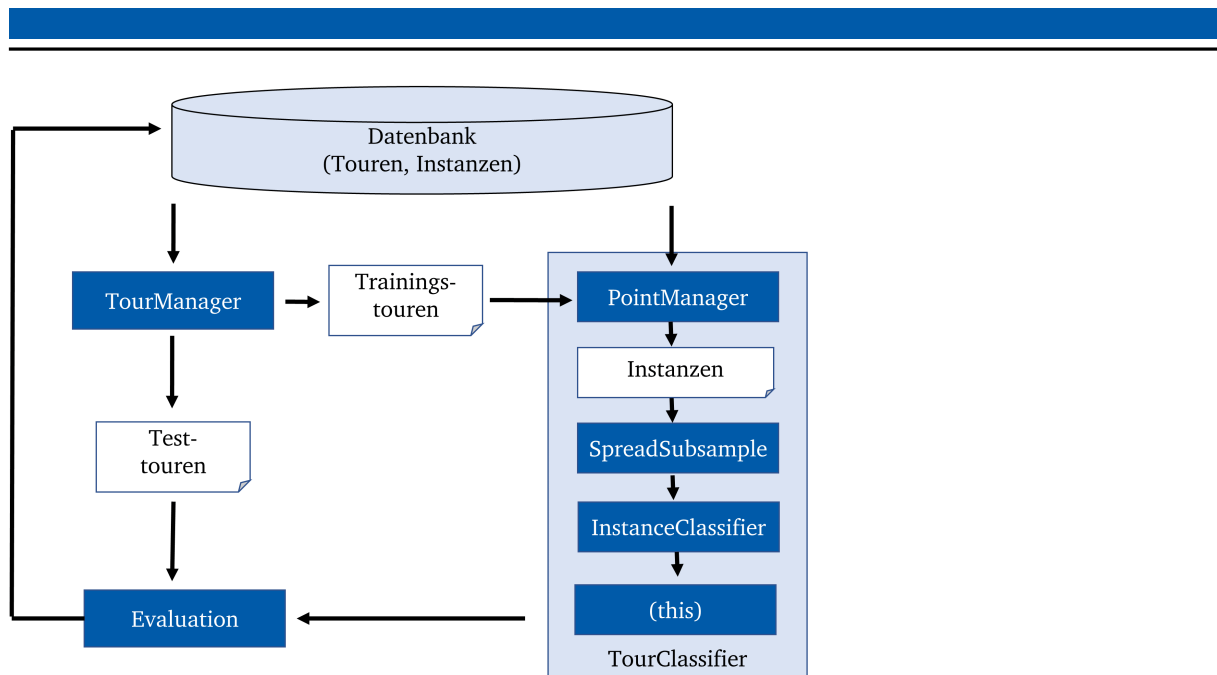 Datenbank
(Touren, Instanzen)
TourManager
Trainings-
touren
PointManager
Instanzen
Test-
touren
SpreadSubsample
InstanceClassifier
Evaluation
(this)
TourClassifier